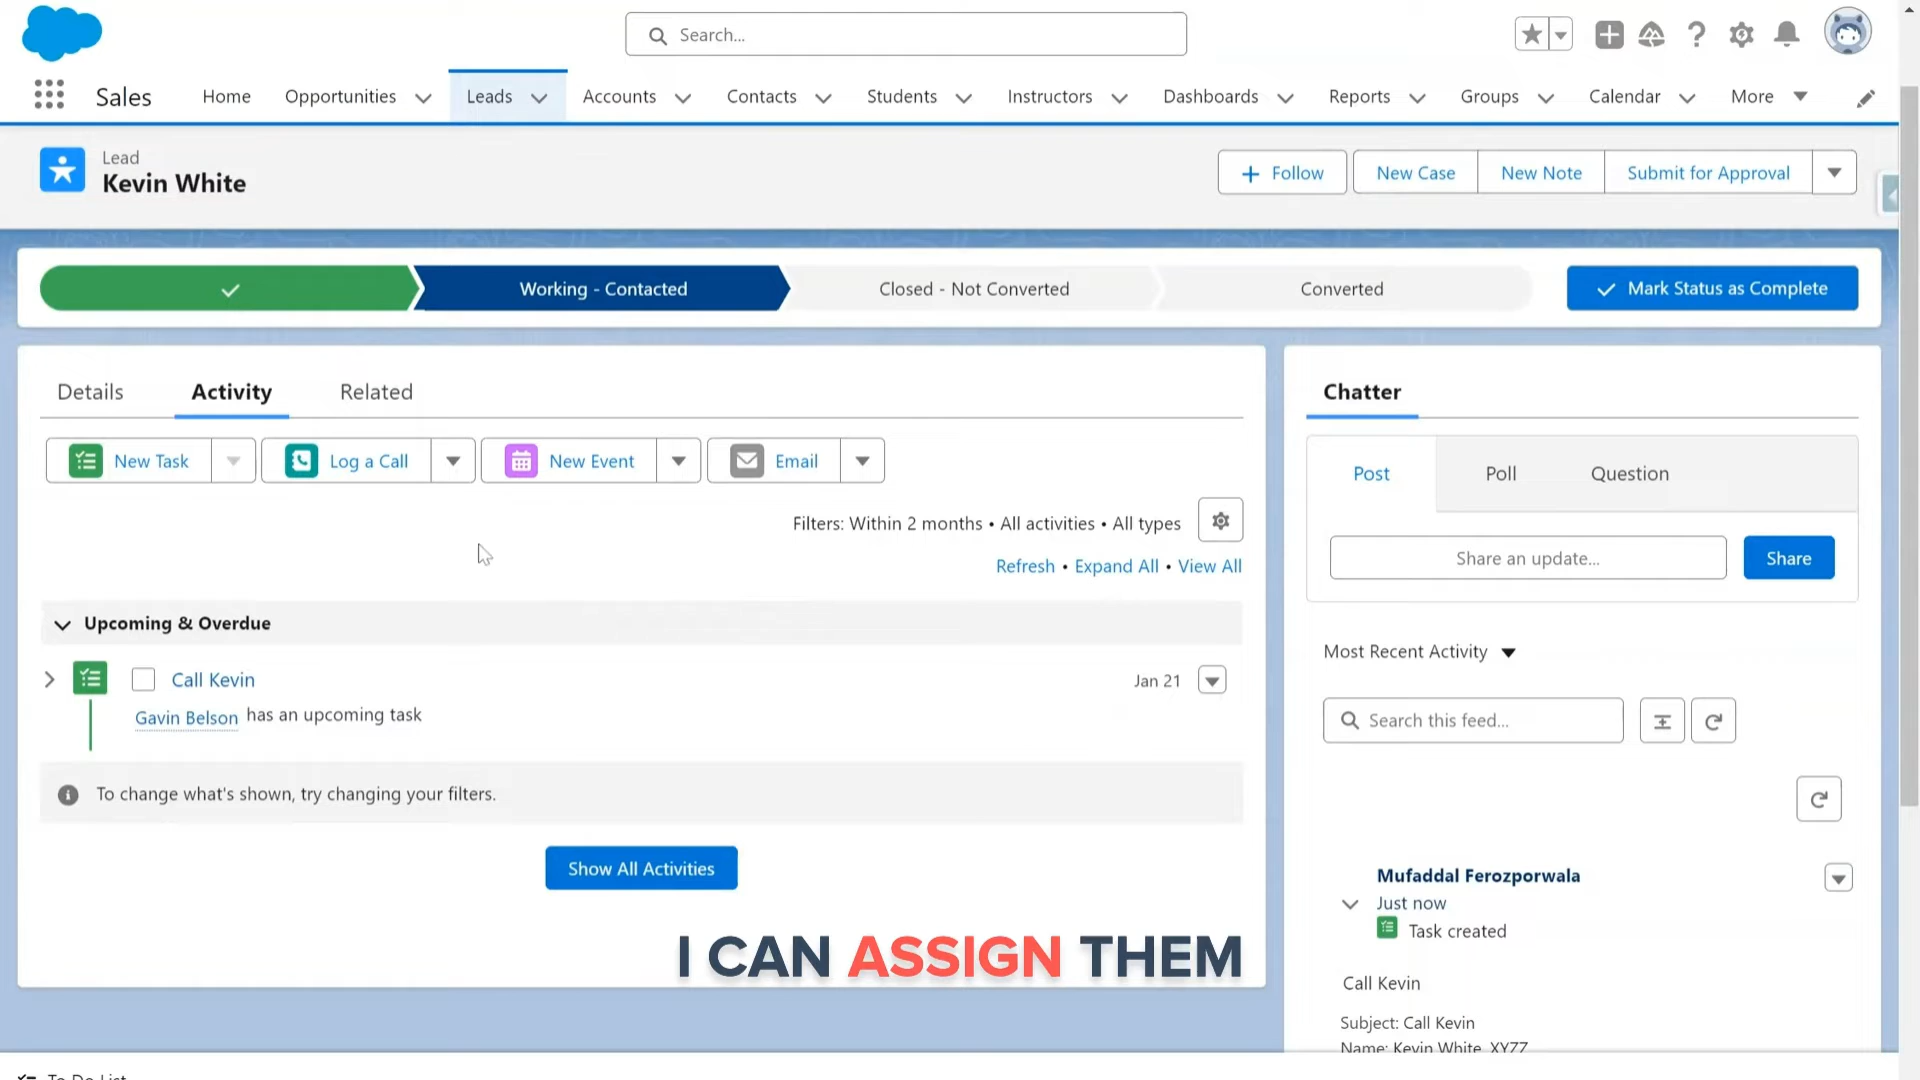 Search...
Sales
Home
Opportunities
Leads
Accounts
Contacts
Students
Instructors
Dashboards
Reports
Groups
Calendar
More
Lead
Kevin White
Follow
New Case
New Note
Submit for Approval
Working - Contacted
Closed - Not Converted
Converted
Mark Status as Complete
Details
Activity
Related
New Task
Log a Call
New Event
Email
Filters: Within 2 months • All activities • All types
Refresh • Expand All • View All
Upcoming & Overdue
Call Kevin
Jan 21
Gavin Belson has an upcoming task
To change what's shown, try changing your filters.
Show All Activities
Chatter
Post
Poll
Question
Share an update...
Share
Most Recent Activity
Search this feed...
Mufaddal Ferozporwala
Just now
Task created
Call Kevin
Subject: Call Kevin
Name: Kevin White, XYZZ
I CAN ASSIGN THEM
To Do List